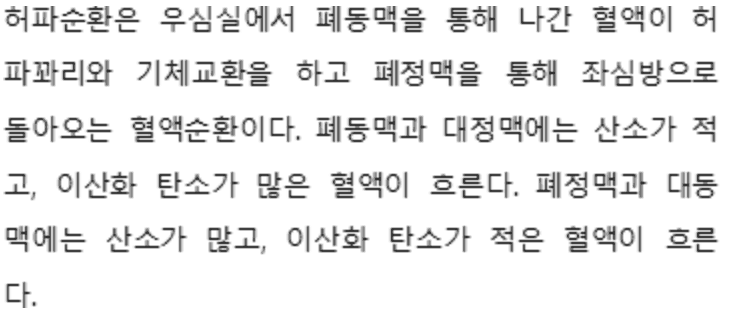 허파순환은 우심실에서 폐동맥을 통해 나간 혈액이 허
파꽈리와 기체교환을 하고 폐정맥을 통해 좌심방으로
돌아오는 혈액순환이다. 폐동맥과 대정맥에는 산소가 적
고, 이산화 탄소가 많은 혈액이 흐른다. 폐정맥과 대동
맥에는 산소가 많고, 이산화 탄소가 적은 혈액이 흐른
다.